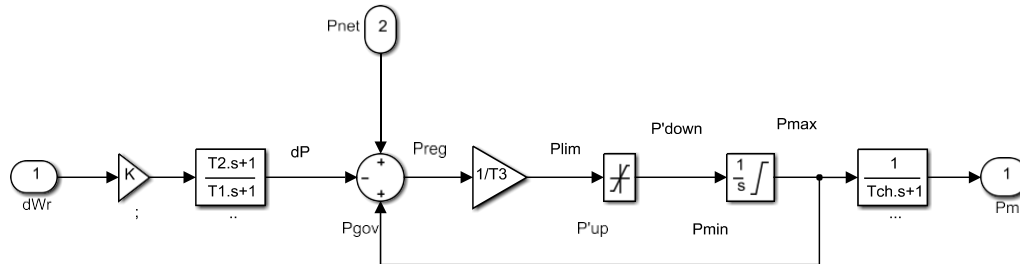 Pnet
2
1
dWr
K
;
T2.s+1
T1.s+1
..
dP
+
−
+
Pgov
Preg
1/T3
Plim
P'up
P'down
Pmin
1
s
Pmax
1
Tch.s+1
...
1
Pm